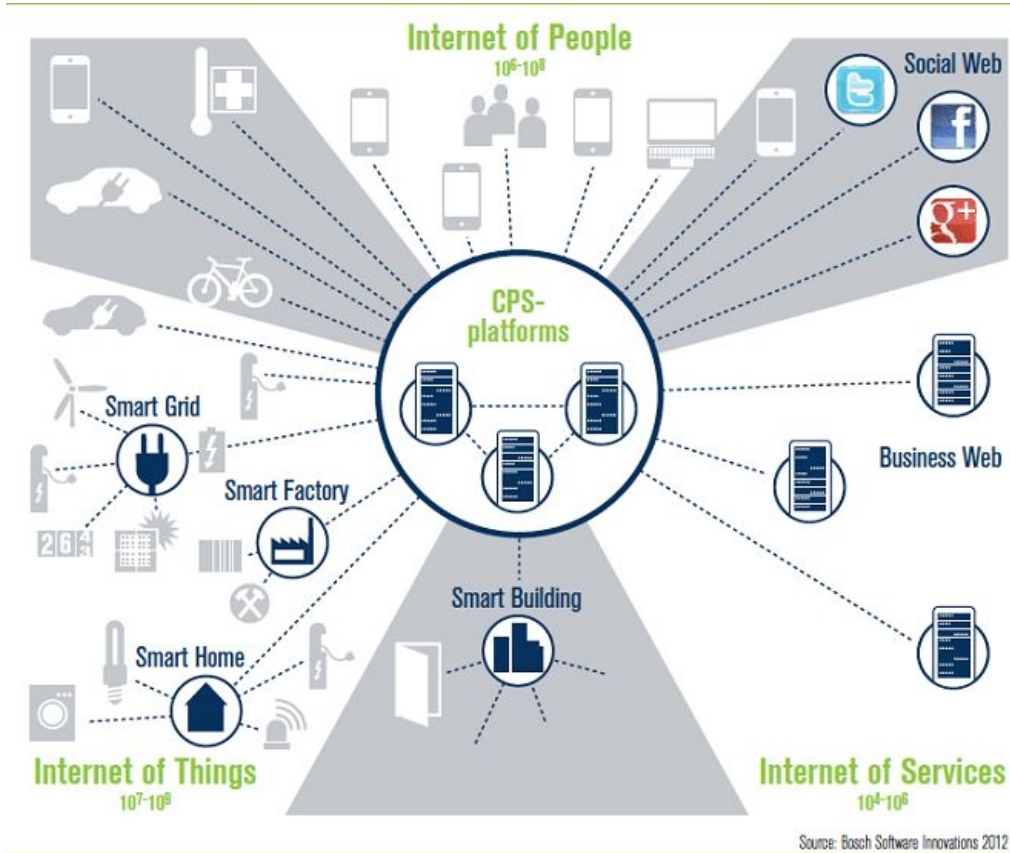 Internet of People
10⁶-10⁸
Social Web
CPS-
platforms
Smart Grid
Business Web
Smart Factory
2643
Smart Building
Smart Home
Internet of Things
10⁷-10⁹
Internet of Services
10⁴-10⁶
Source: Bosch Software Innovations 2012